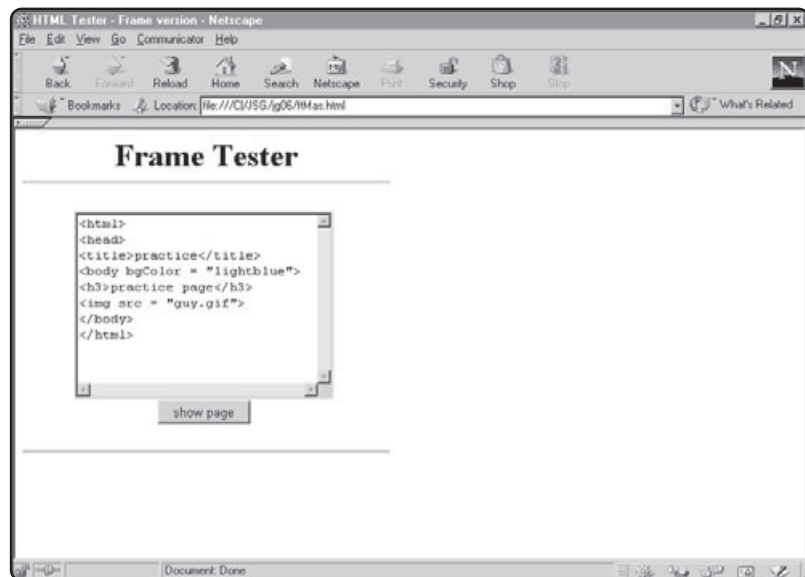 HTML Tester - Frame version - Netscape
File Edit View Go Communicator Help
Back Forward Reload Home Search Netscape Print Security Shop Stop
N
Bookmarks Location: file:///C|/JSG/jg06/ftMas.html What's Related
Frame Tester
<html>
<head>
<title>practice</title>
<body bgColor = "lightblue">
<h3>practice page</h3>
<img src = "guy.gif">
</body>
</html>
show page
Document: Done